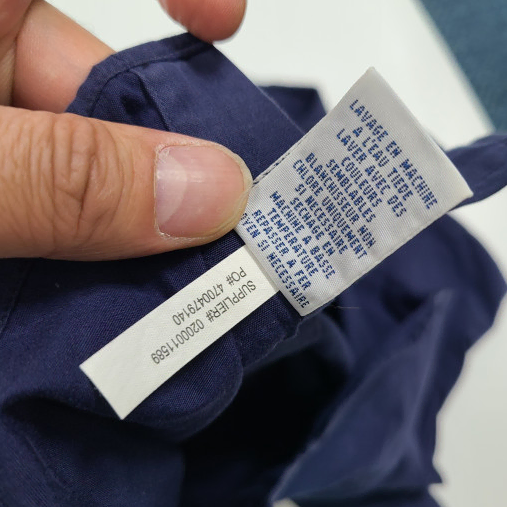 LAVAGE EN MACHINE
A L'EAU TIEDE
LAVER AVEC DES
COULEURS
SEMBLABLES
BLANCHISSEUR NON
CHLORE UNIQUEMENT
SI NECESSAIRE
SECHAGE EN
MACHINE A BASSE
TEMPERATURE
REPASSER A FER
SI NECESSAIRE
SUPPLIER# 0200011589
PO# 4700479140